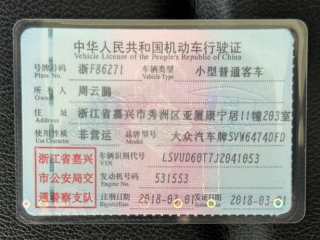 中华人民共和国机动车行驶证
Vehicle License of the People's Republic of China
号牌号码 浙F86271 车辆类型 小型普通客车
Plate No. Vehicle Type
所有人 周云鹏
Owner
住址 浙江省嘉兴市秀洲区亚厦康宁居11幢203室
Address
使用性质 非营运 品牌型号 大众汽车牌SVW6474DFD
Use Character Model
浙江省嘉兴市公安局交通警察支队
车辆识别代号 LSVUD60T7J2041053
VIN
发动机号码 531553
Engine No.
注册日期 2018-03-01 发证日期 2018-03-01
Register Date Issue Date